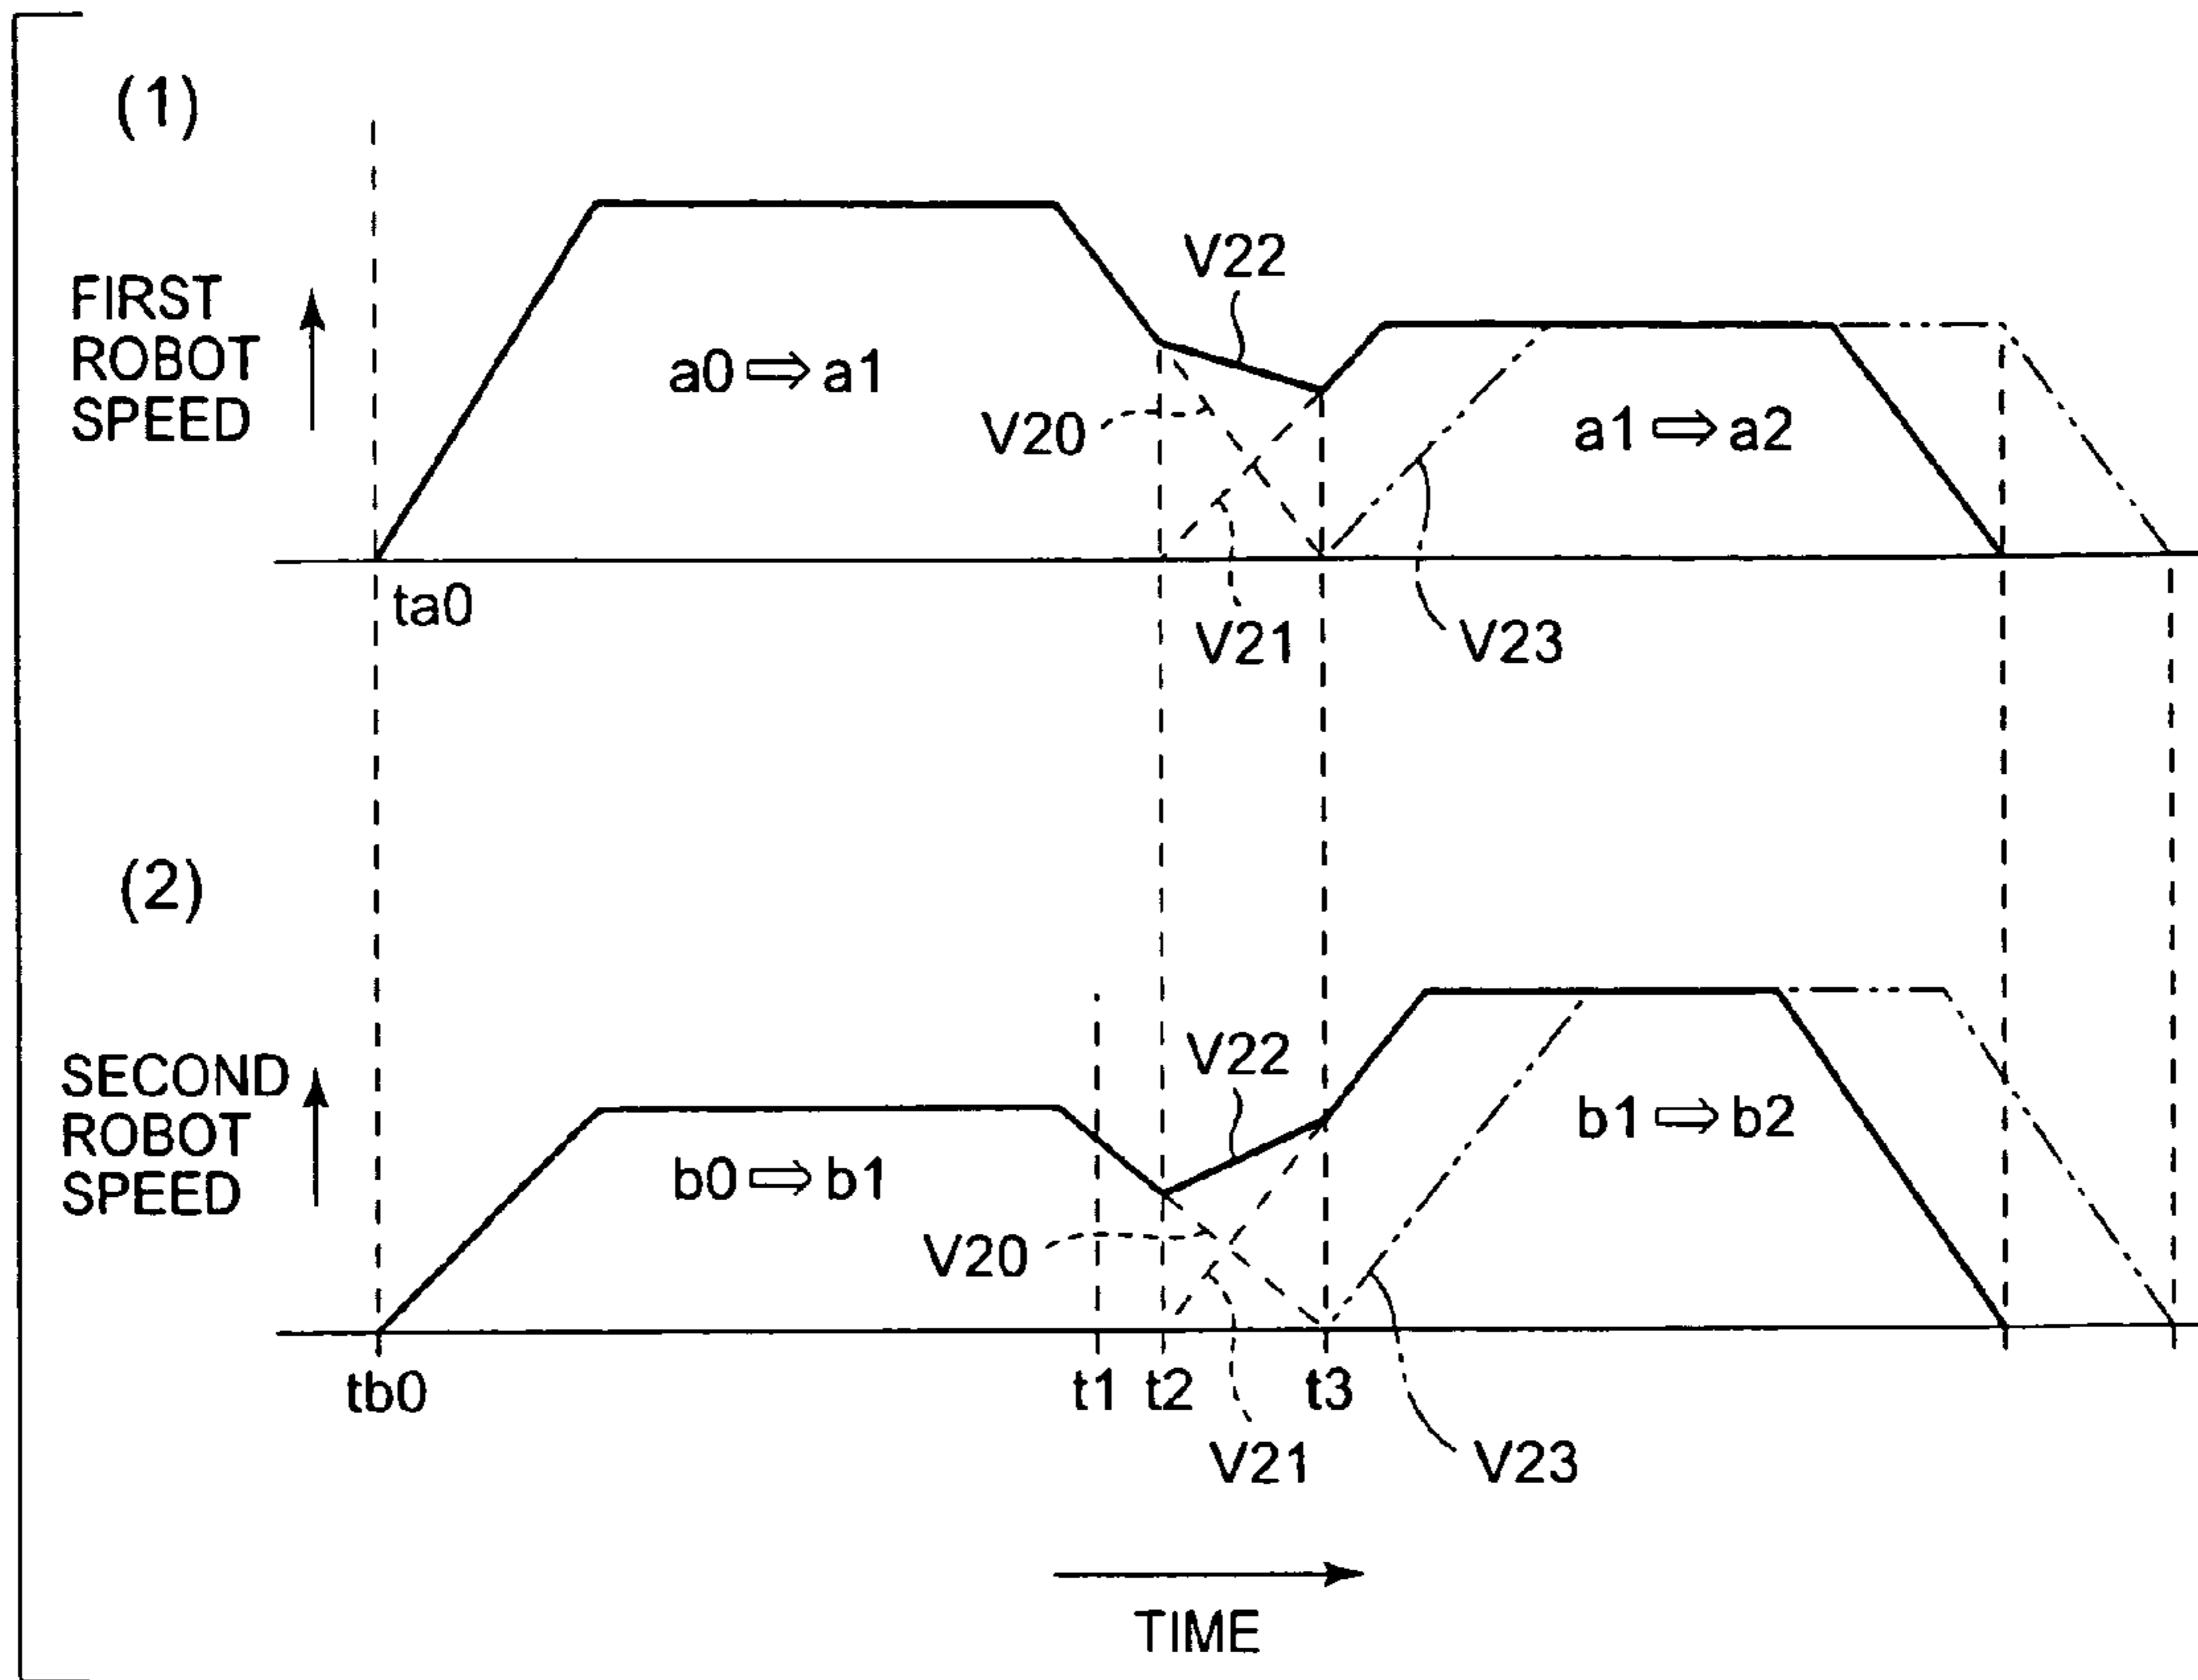 (1)
FIRST
ROBOT
SPEED
a0 ⇨ a1
V22
V20
a1 ⇨ a2
ta0
V21
V23
(2)
SECOND
ROBOT
SPEED
b0 ⇨ b1
V22
V20
b1 ⇨ b2
tb0
t1
t2
t3
V21
V23
TIME